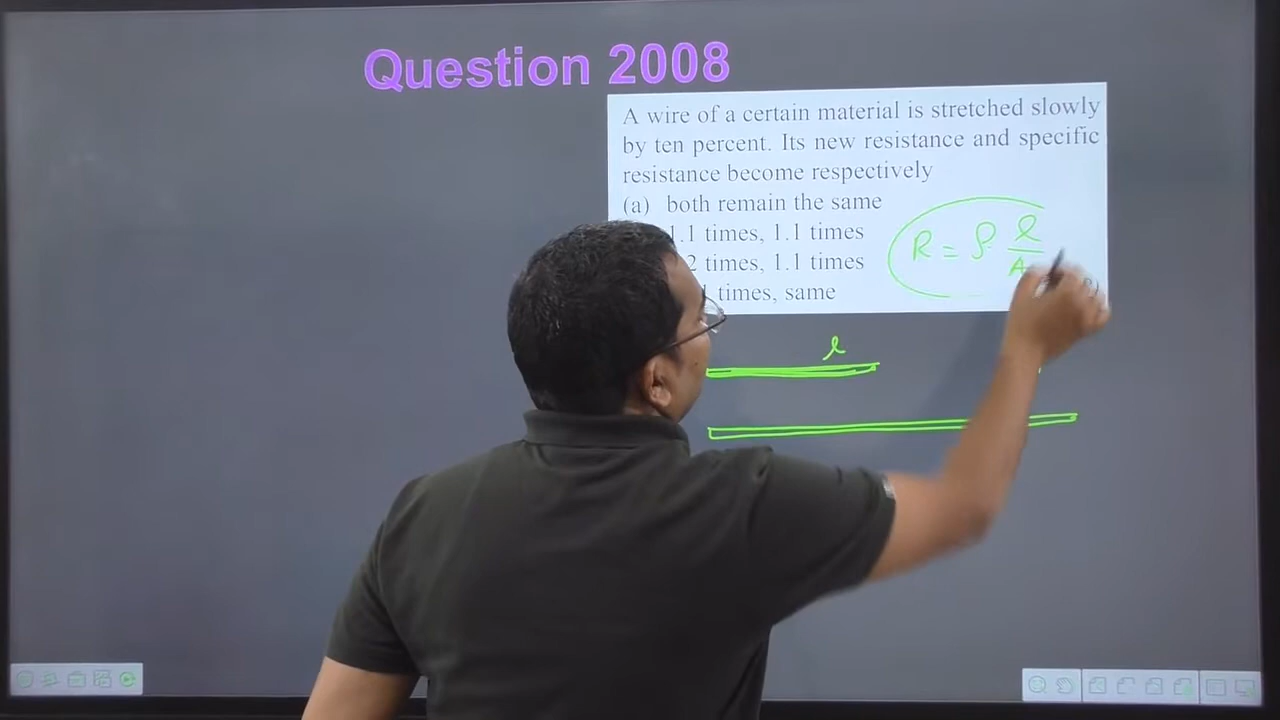 Question 2008
A wire of a certain material is stretched slowly
by ten percent. Its new resistance and specific
resistance become respectively
(a) both remain the same
1.1 times, 1.1 times
2 times, 1.1 times
1 times, same
R = ρ l/A
l